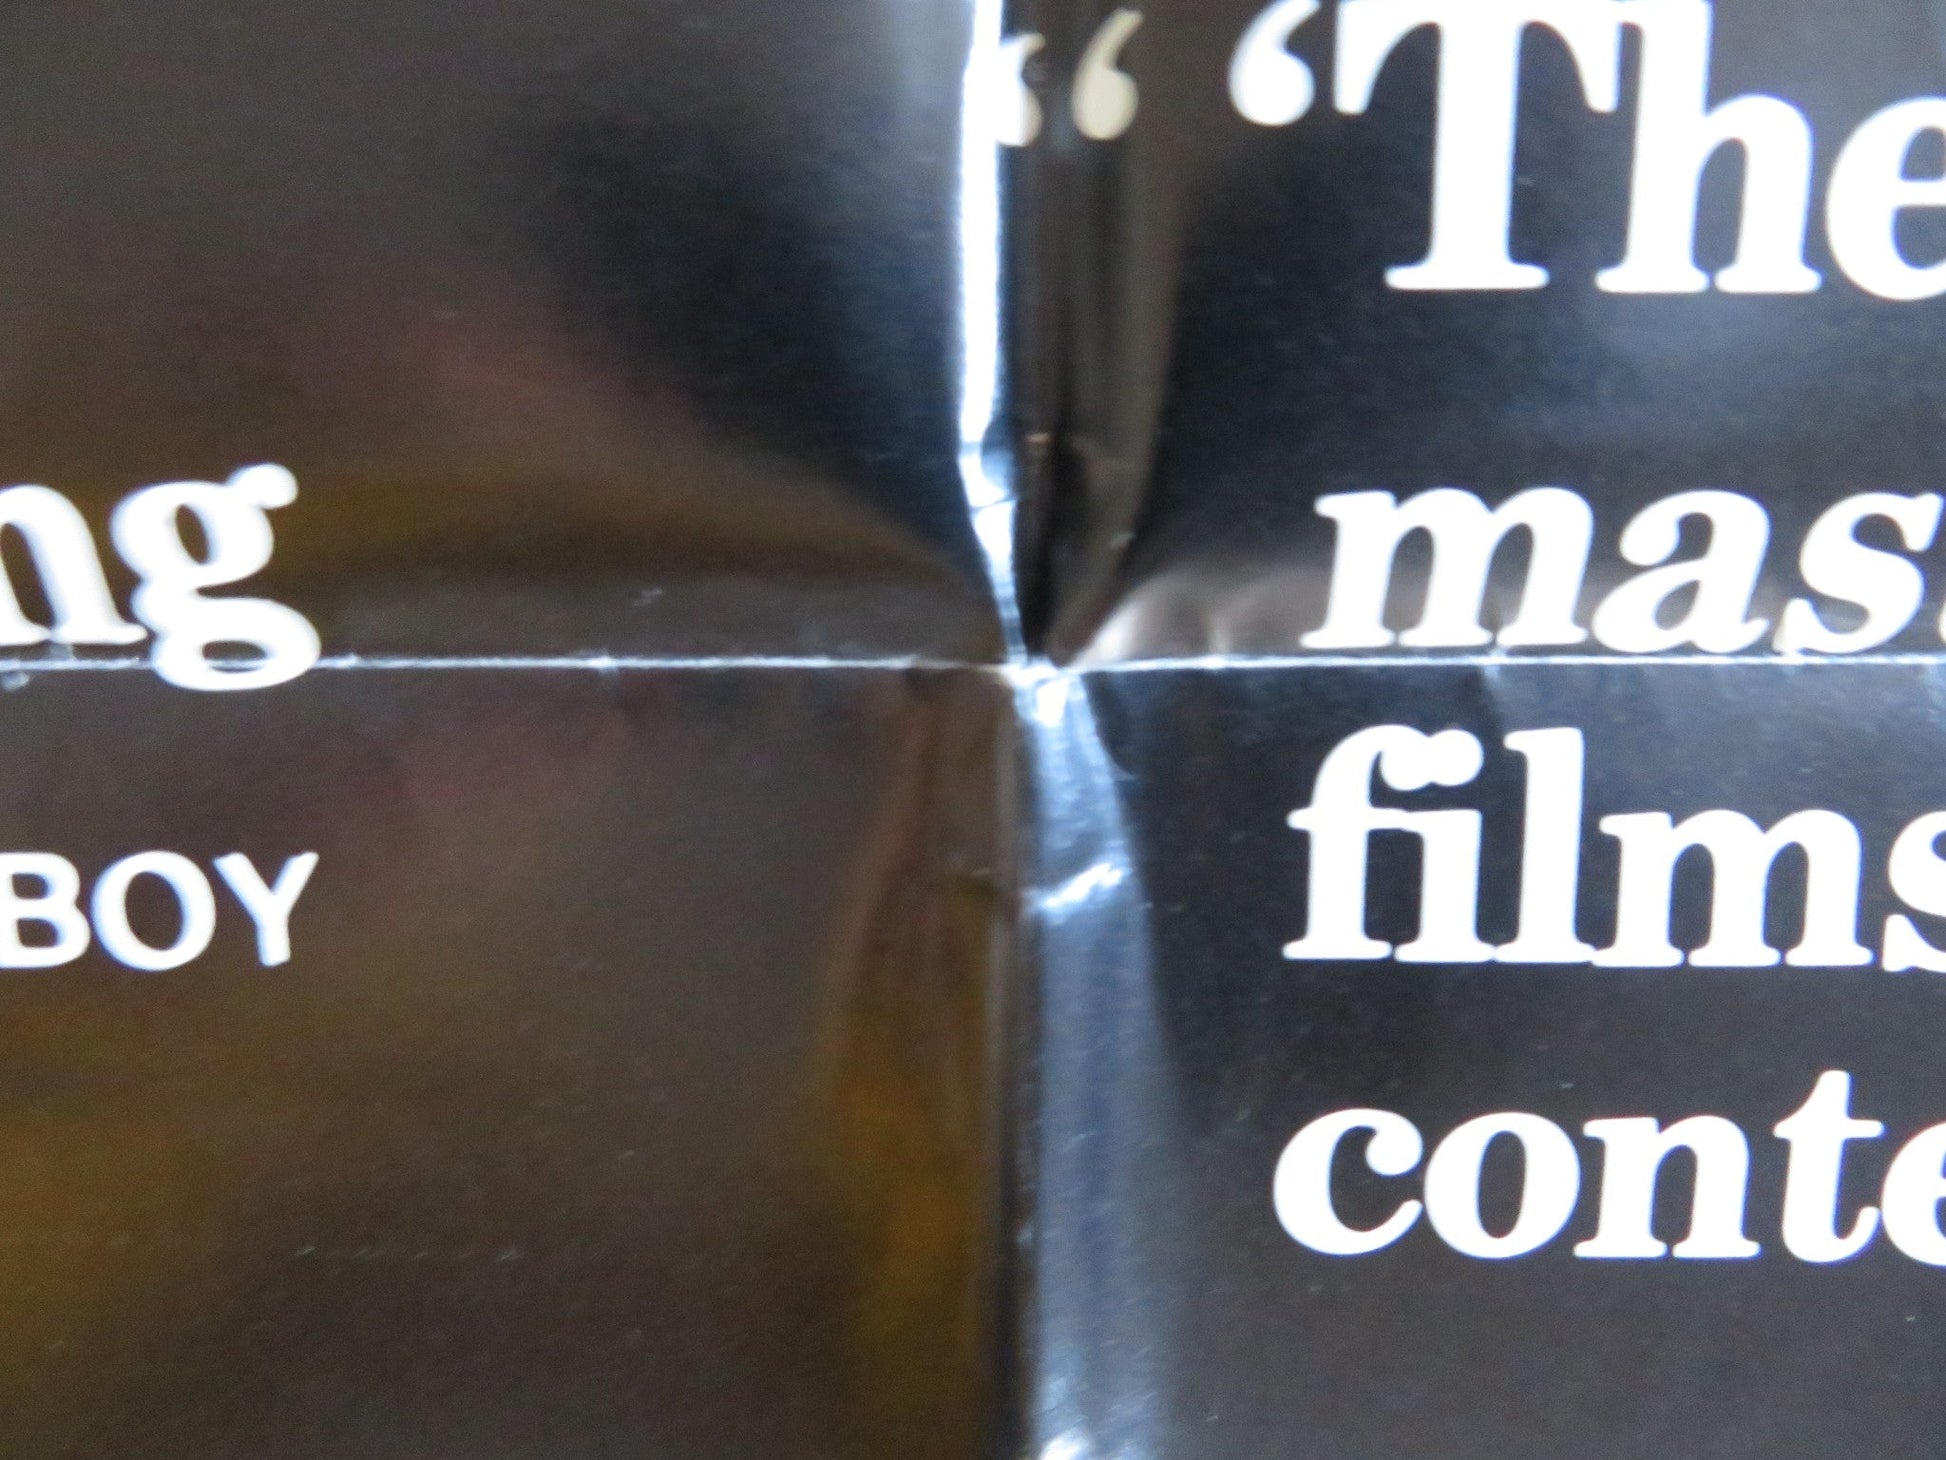 ng
BOY
“ ‘The
mas
films
conte